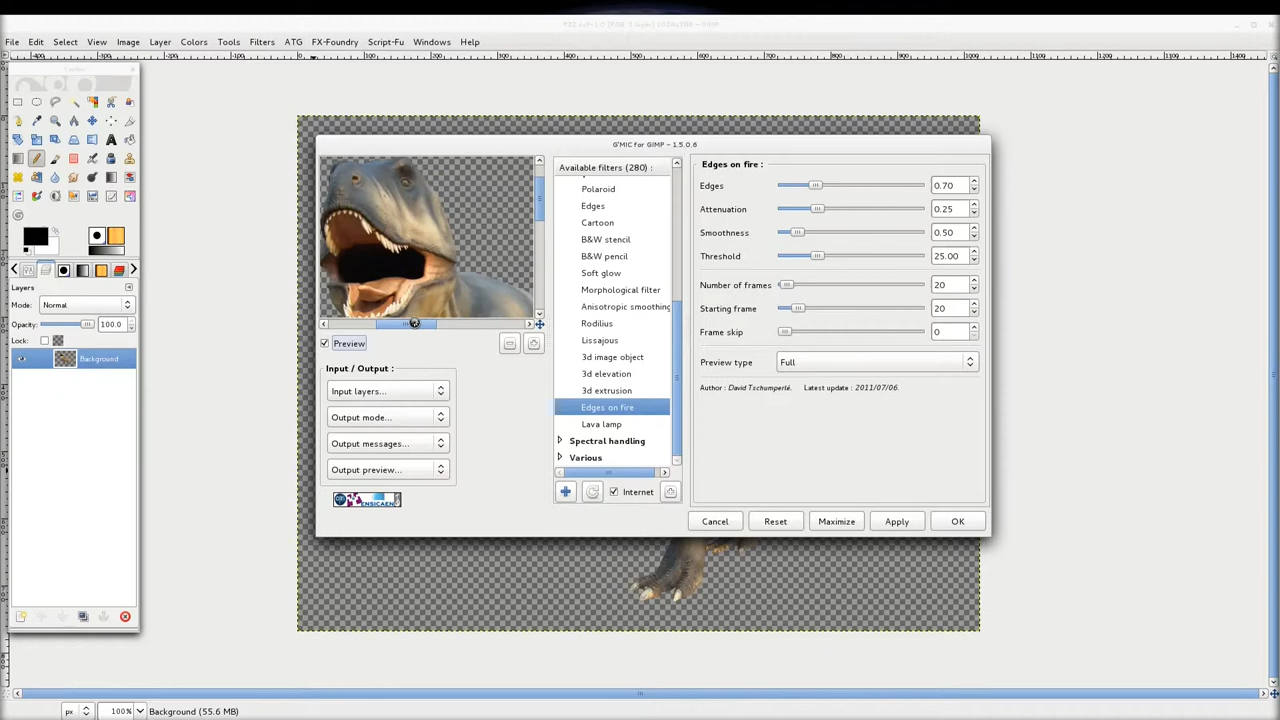 File Edit Select View Image Layer Colors Tools Filters ATG FX-Foundry Script-Fu Windows Help
G'MIC for GIMP - 1.5.0.6
Available filters (280) :
Polaroid
Edges
Cartoon
B&W stencil
B&W pencil
Soft glow
Morphological filter
Anisotropic smoothing
Rodilius
Lissajous
3d image object
3d elevation
3d extrusion
Edges on fire
Lava lamp
Spectral handling
Various
Internet
Edges on fire :
Edges 0.70
Attenuation 0.25
Smoothness 0.50
Threshold 25.00
Number of frames 20
Starting frame 20
Frame skip 0
Preview type Full
Author : David Tschumperlé. Latest update : 2011/07/06.
Preview
Input / Output :
Input layers...
Output mode...
Output messages...
Output preview...
ENSICAEN
Cancel Reset Maximize Apply OK
Layers
Mode: Normal
Opacity: 100.0
Lock:
Background
px 100% Background (55.6 MB)